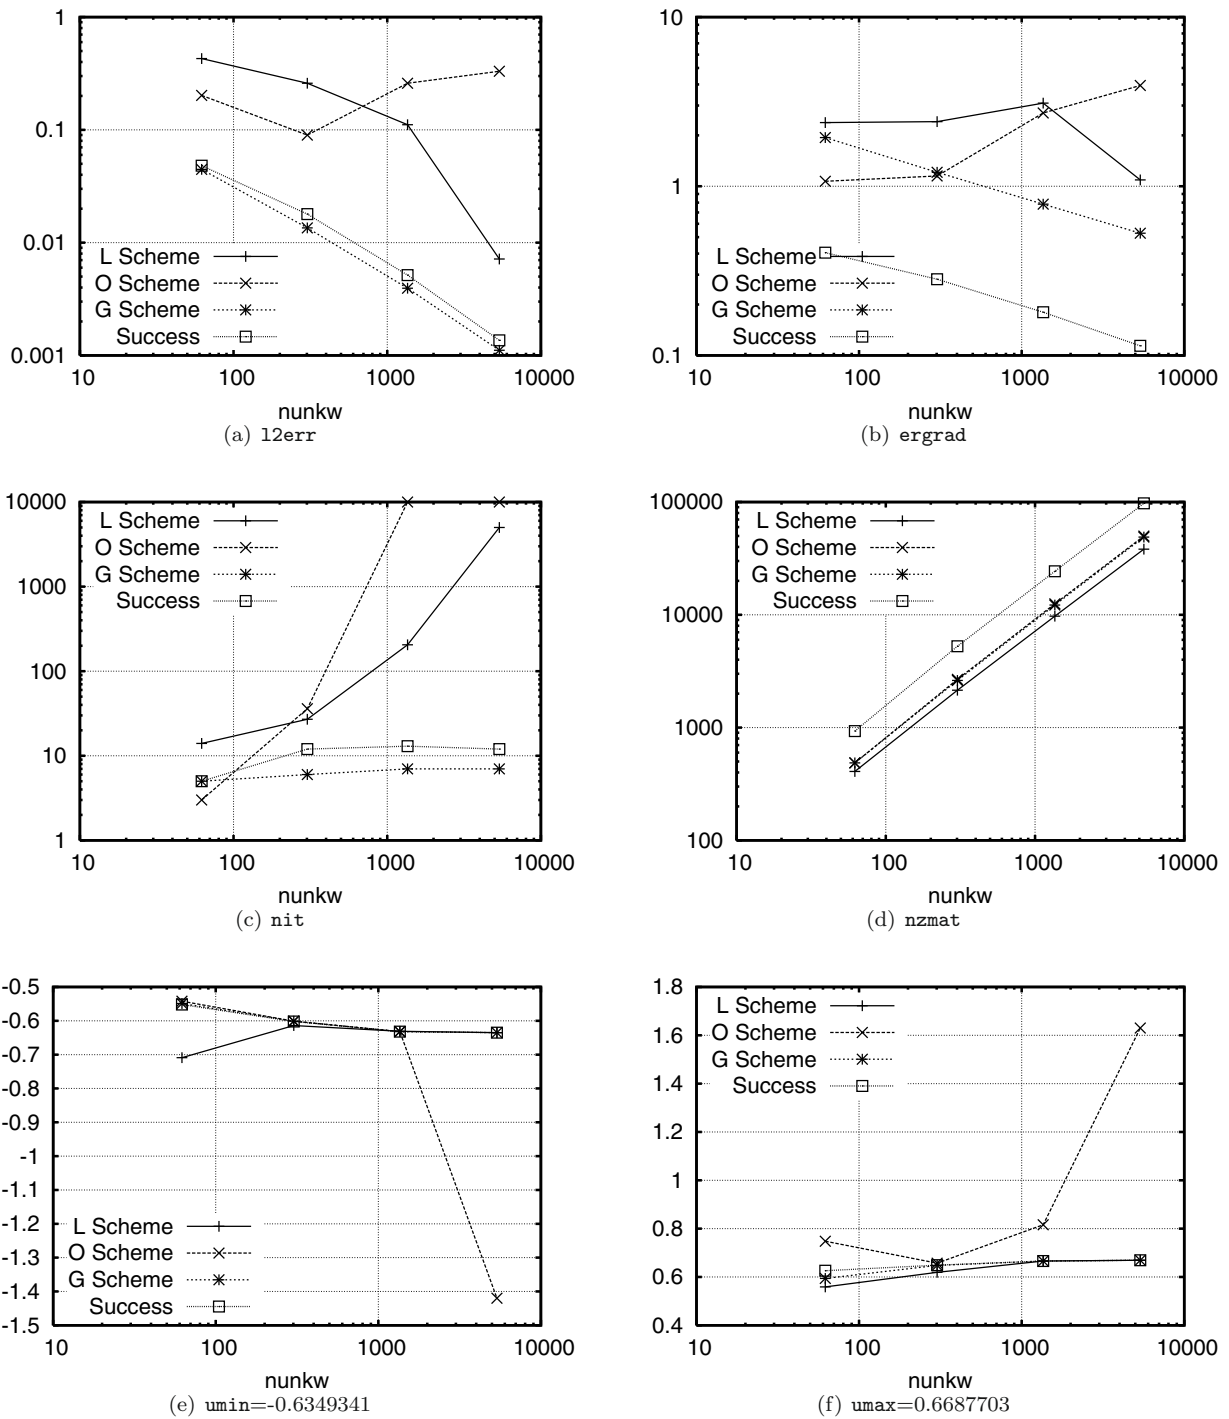 1
0.1
0.01
0.001
L Scheme
O Scheme
G Scheme
Success
10 100 1000 10000
nunkw
(a) l2err
10
1
0.1
L Scheme
O Scheme
G Scheme
Success
10 100 1000 10000
nunkw
(b) ergrad
10000
1000
100
10
1
L Scheme
O Scheme
G Scheme
Success
10 100 1000 10000
nunkw
(c) nit
100000
10000
1000
100
L Scheme
O Scheme
G Scheme
Success
10 100 1000 10000
nunkw
(d) nzmat
-0.5
-0.6
-0.7
-0.8
-0.9
-1
-1.1
-1.2
-1.3
-1.4
-1.5
L Scheme
O Scheme
G Scheme
Success
10 100 1000 10000
nunkw
(e) umin=-0.6349341
1.8
1.6
1.4
1.2
1
0.8
0.6
0.4
L Scheme
O Scheme
G Scheme
Success
10 100 1000 10000
nunkw
(f) umax=0.6687703